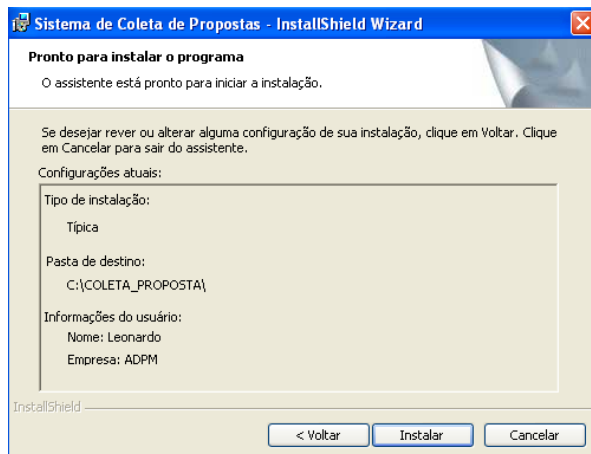 Sistema de Coleta de Propostas - InstallShield Wizard
Pronto para instalar o programa
O assistente está pronto para iniciar a instalação.
Se desejar rever ou alterar alguma configuração de sua instalação, clique em Voltar. Clique
em Cancelar para sair do assistente.
Configurações atuais:
Tipo de instalação:
Típica
Pasta de destino:
C:\COLETA_PROPOSTA\
Informações do usuário:
Nome: Leonardo
Empresa: ADPM
InstallShield
< Voltar
Instalar
Cancelar